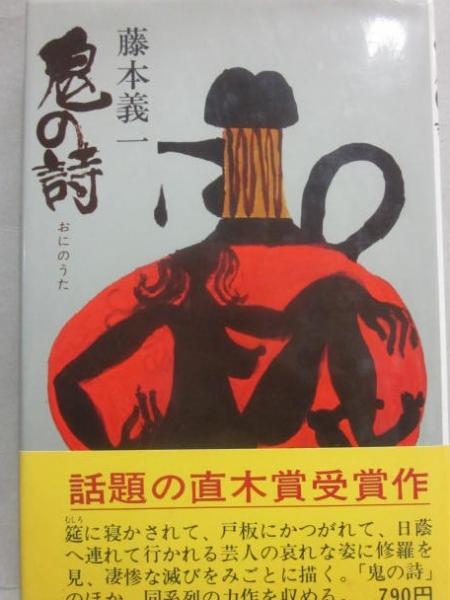 藤本義一
鬼の詩
おにのうた
話題の直木賞受賞作
むしろ
筵に寝かされて、戸板にかつがれて、日蔭
へ連れて行かれる芸人の哀れな姿に修羅を
見、凄惨な滅びをみごとに描く。「鬼の詩」
のほか、同系列の力作を収める。 790円